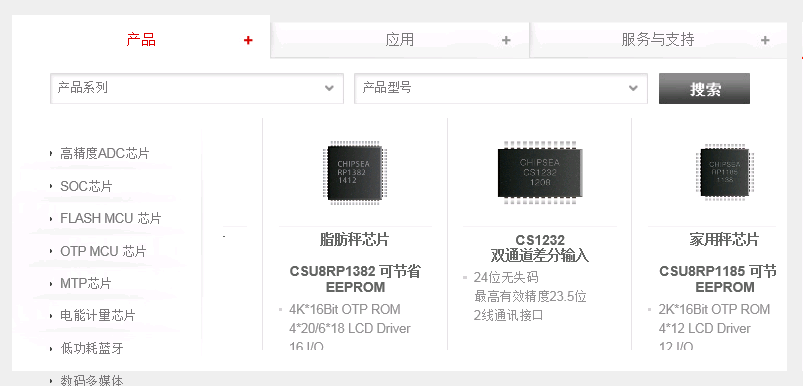 产品
应用
服务与支持
产品系列
产品型号
搜索
高精度ADC芯片
SOC芯片
FLASH MCU 芯片
OTP MCU 芯片
MTP芯片
电能计量芯片
低功耗蓝牙
数码多媒体
CHIPSEA
RP1382
1412
脂肪秤芯片
CSU8RP1382 可节省
EEPROM
4K*16Bit OTP ROM
4*20/6*18 LCD Driver
16 I/O
CHIPSEA
CS1232
1208
CS1232
双通道差分输入
24位无失码
最高有效精度23.5位
2线通讯接口
CHIPSEA
RP1185
1138
家用秤芯片
CSU8RP1185 可节
EEPROM
2K*16Bit OTP ROM
4*12 LCD Driver
12 I/O